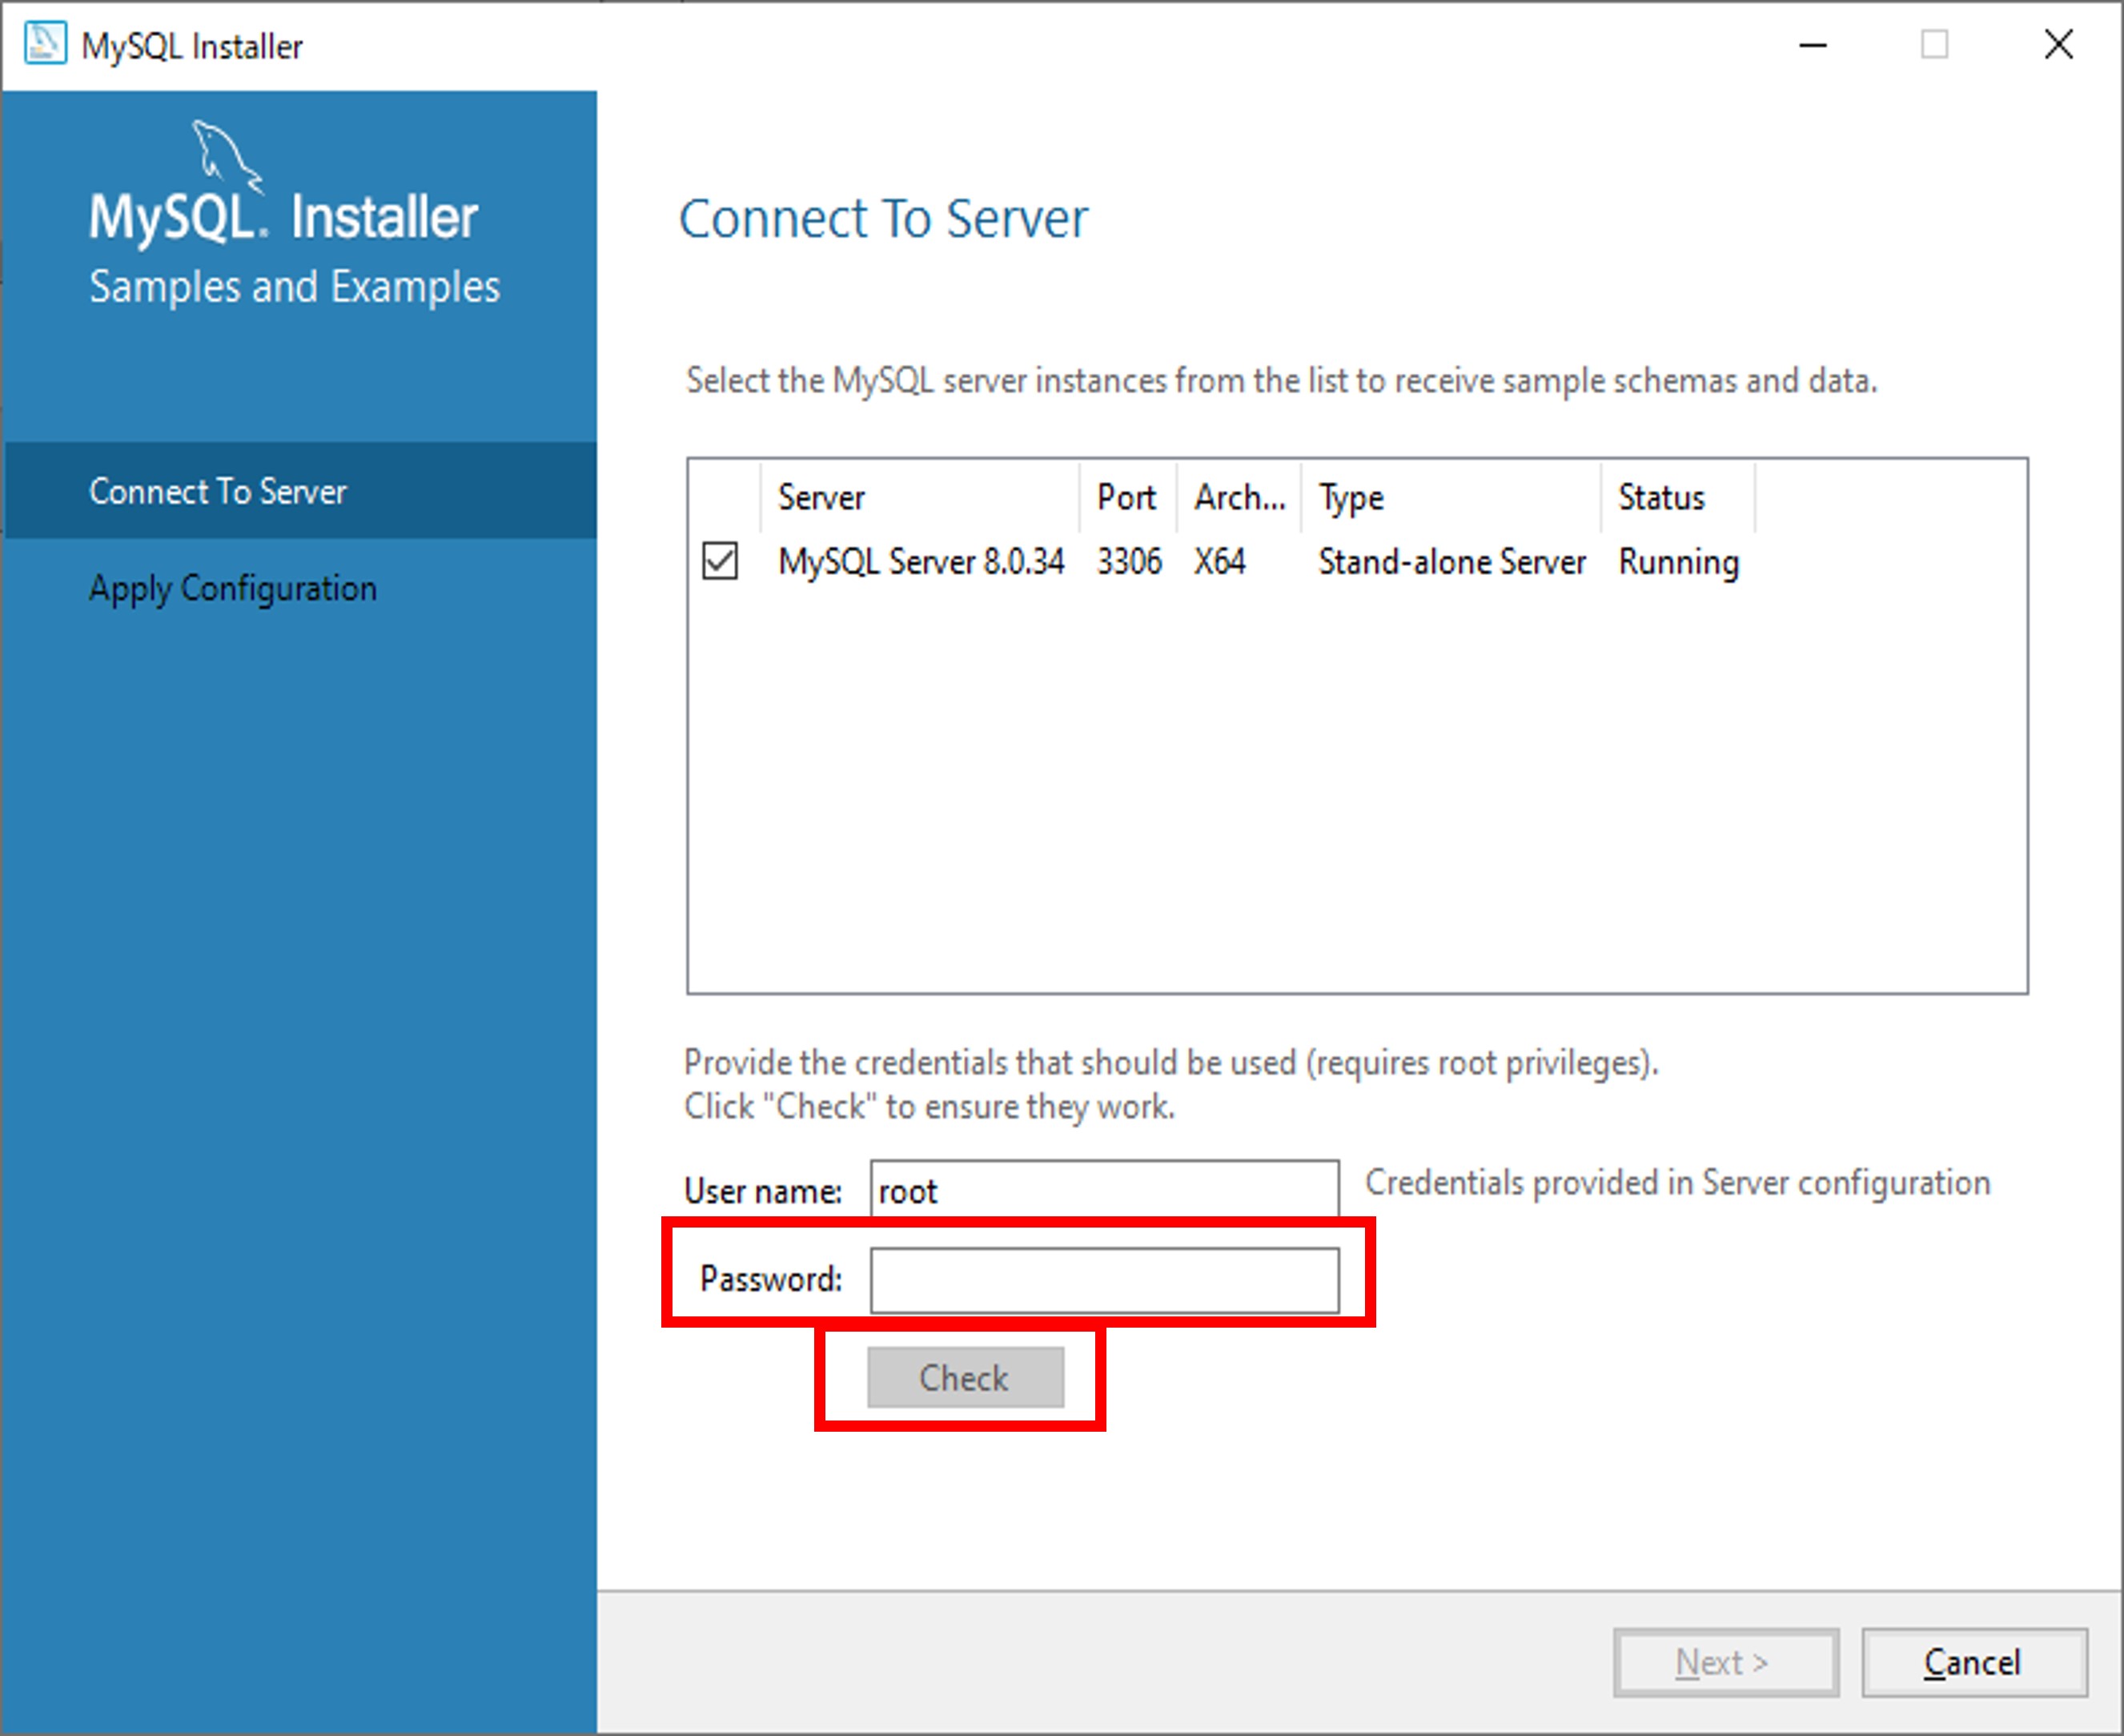 MySQL Installer
MySQL. Installer
Samples and Examples
Connect To Server
Apply Configuration
Connect To Server
Select the MySQL server instances from the list to receive sample schemas and data.
Server Port Arch... Type Status
MySQL Server 8.0.34 3306 X64 Stand-alone Server Running
Provide the credentials that should be used (requires root privileges).
Click "Check" to ensure they work.
User name: root Credentials provided in Server configuration
Password:
Check
Next > Cancel